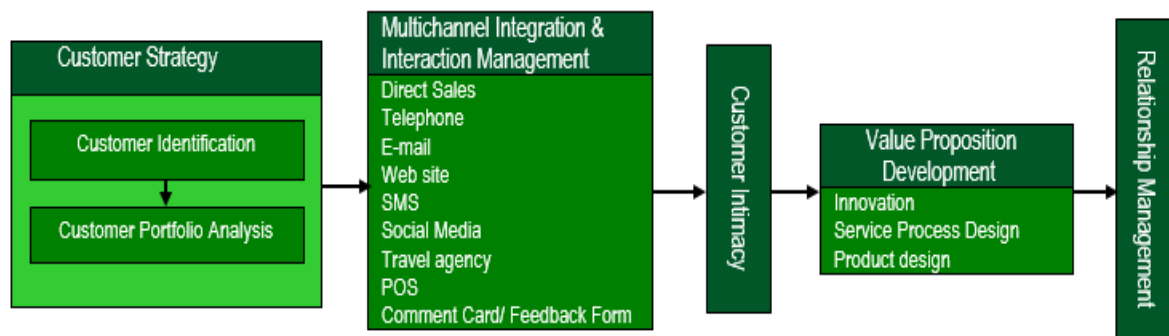 Customer Strategy
Customer Identification
Customer Portfolio Analysis
Multichannel Integration &
Interaction Management
Direct Sales
Telephone
E-mail
Web site
SMS
Social Media
Travel agency
POS
Comment Card/ Feedback Form
Customer Intimacy
Value Proposition
Development
Innovation
Service Process Design
Product design
Relationship Management